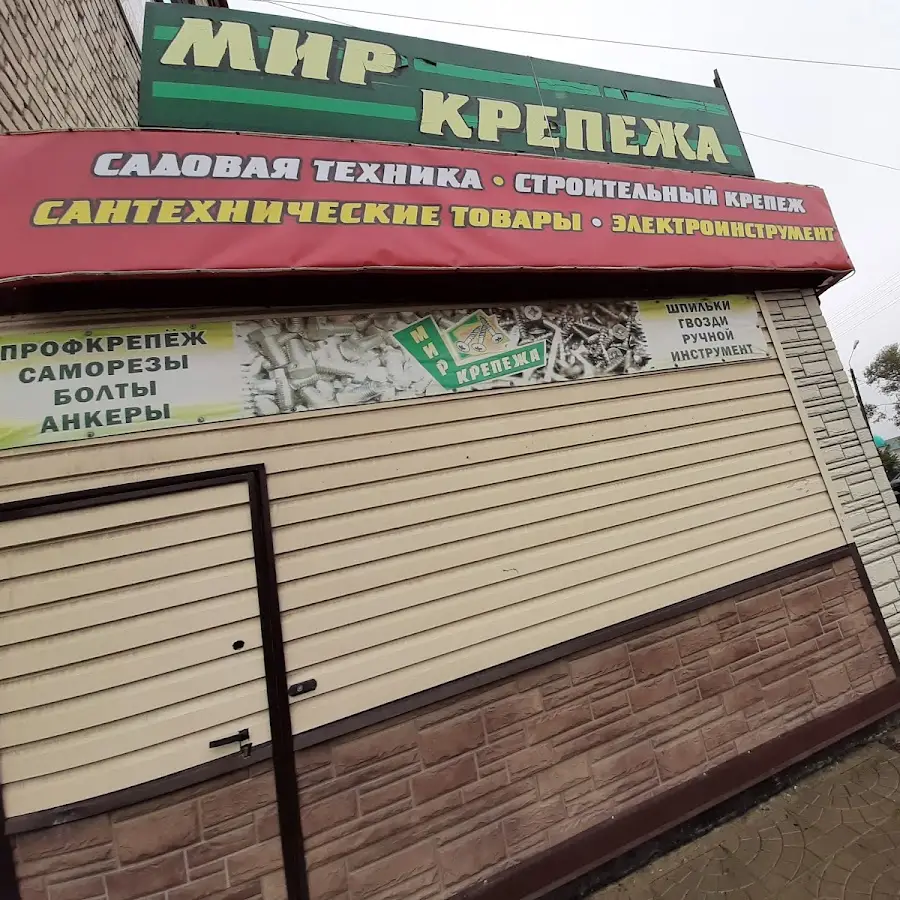 МИР
КРЕПЕЖА
САДОВАЯ ТЕХНИКА • СТРОИТЕЛЬНЫЙ КРЕПЕЖ
САНТЕХНИЧЕСКИЕ ТОВАРЫ • ЭЛЕКТРОИНСТРУМЕНТ
ПРОФКРЕПЁЖ
САМОРЕЗЫ
БОЛТЫ
АНКЕРЫ
МИР
КРЕПЕЖА
ШПИЛЬКИ
ГВОЗДИ
РУЧНОЙ
ИНСТРУМЕНТ